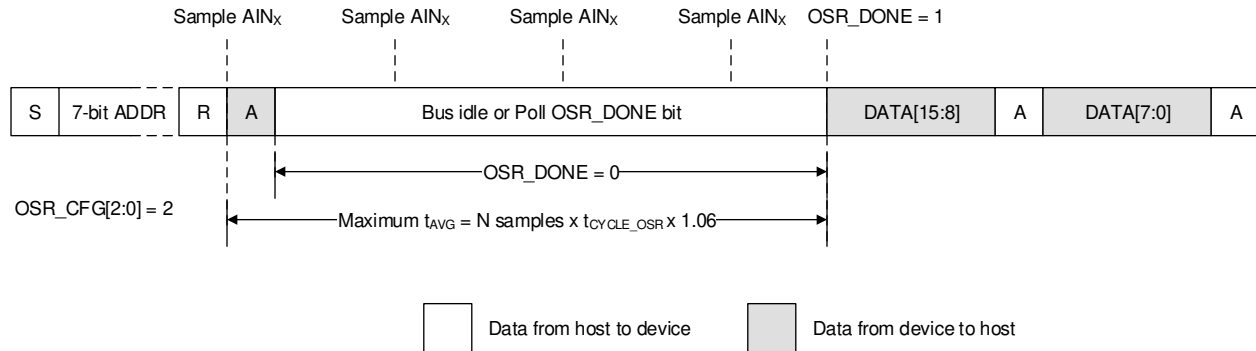 Sample AINX Sample AINX Sample AINX Sample AINX OSR_DONE = 1
S 7-bit ADDR R A Bus idle or Poll OSR_DONE bit DATA[15:8] A DATA[7:0] A
OSR_DONE = 0
OSR_CFG[2:0] = 2
Maximum tAVG = N samples x tCYCLE_OSR x 1.06
Data from host to device Data from device to host